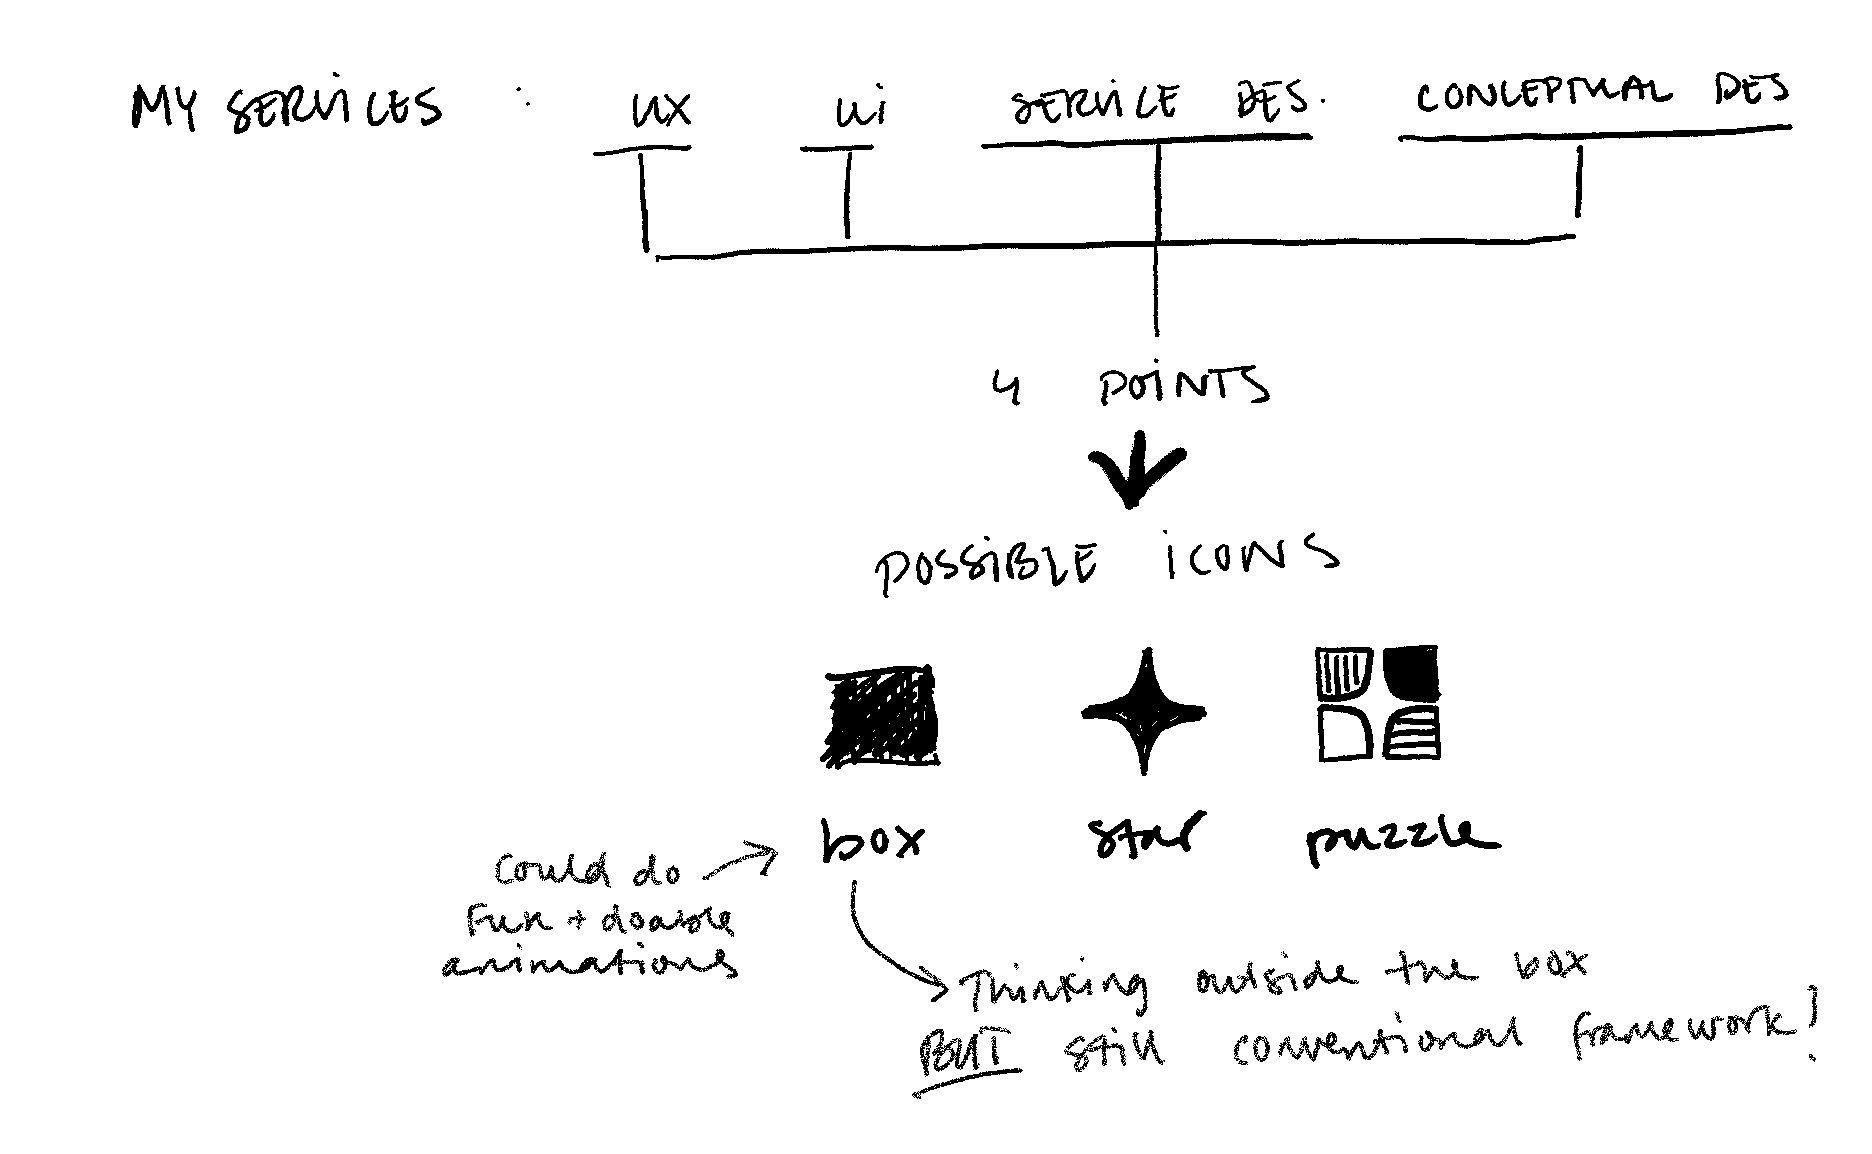 MY SERVICES : UX Ui SERVICE DES. CONCEPTUAL DES
4 POiNTS
POSSiBLE iCONS
box star puzzle
Could do
Fun + doable
animations
Thinking outside the box
BUT still conventional framework!